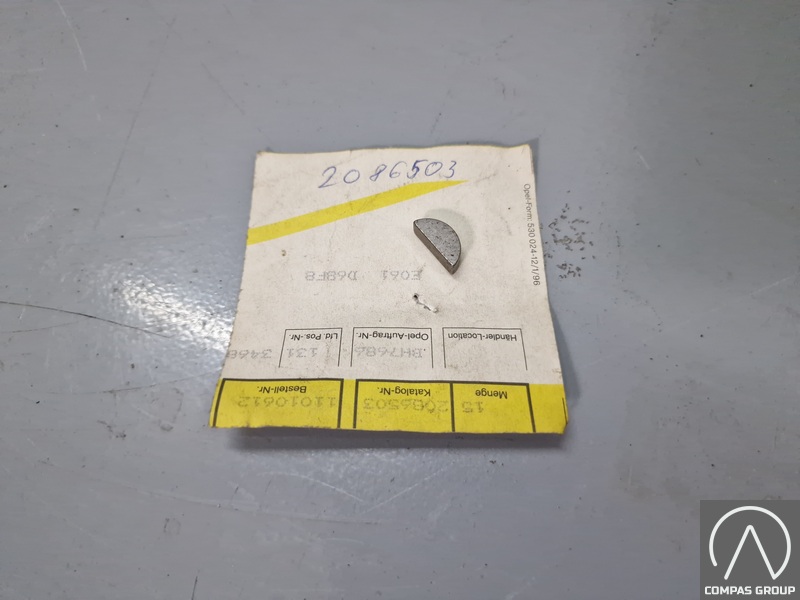 2086503
Opel-Form: 530 024-12/1/96
E061 D68F8
Händler-Location
Opel-Auftrag-Nr.
Lfd. Pos.-Nr.
131 3468
Menge
Katalog-Nr.
Bestell-Nr.
15 2086503 11010612
COMPAS GROUP